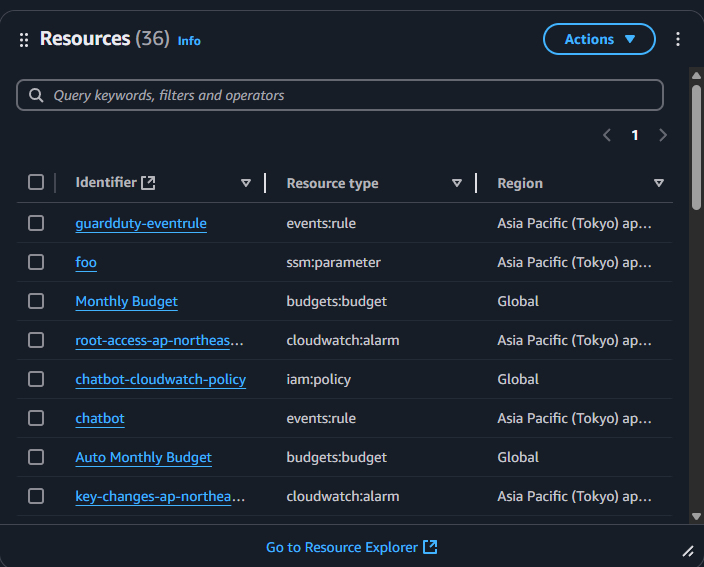 Resources (36) Info
Actions
Query keywords, filters and operators
1
Identifier Resource type Region
guardduty-eventrule events:rule Asia Pacific (Tokyo) ap...
foo ssm:parameter Asia Pacific (Tokyo) ap...
Monthly Budget budgets:budget Global
root-access-ap-northeas... cloudwatch:alarm Asia Pacific (Tokyo) ap...
chatbot-cloudwatch-policy iam:policy Global
chatbot events:rule Asia Pacific (Tokyo) ap...
Auto Monthly Budget budgets:budget Global
key-changes-ap-northea... cloudwatch:alarm Asia Pacific (Tokyo) ap...
Go to Resource Explorer